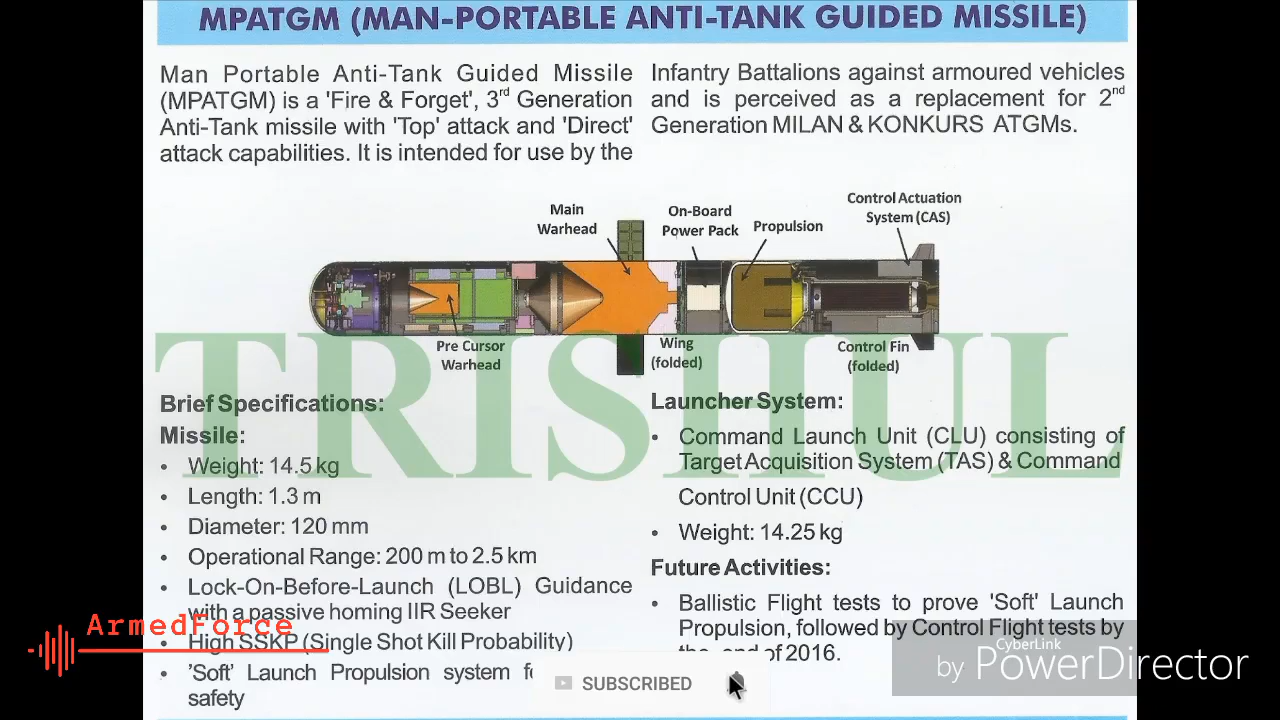 MPATGM (MAN-PORTABLE ANTI-TANK GUIDED MISSILE)
Man Portable Anti-Tank Guided Missile
(MPATGM) is a 'Fire & Forget', 3rd Generation
Anti-Tank missile with 'Top' attack and 'Direct'
attack capabilities. It is intended for use by the
Infantry Battalions against armoured vehicles
and is perceived as a replacement for 2nd
Generation MILAN & KONKURS ATGMs.
Main
Warhead
On-Board
Power Pack
Propulsion
Control Actuation
System (CAS)
Pre Cursor
Warhead
Wing
(folded)
Control Fin
(folded)
TRISHUL
Brief Specifications:
Missile:
• Weight: 14.5 kg
• Length: 1.3 m
• Diameter: 120 mm
• Operational Range: 200 m to 2.5 km
• Lock-On-Before-Launch (LOBL) Guidance
with a passive homing IIR Seeker
• High SSKP (Single Shot Kill Probability)
• 'Soft' Launch Propulsion system
safety
Launcher System:
• Command Launch Unit (CLU) consisting of
Target Acquisition System (TAS) & Command
Control Unit (CCU)
• Weight: 14.25 kg
Future Activities:
• Ballistic Flight tests to prove 'Soft' Launch
Propulsion, followed by Control Flight tests by
the end of 2016.
ArmedForce
SUBSCRIBED
CyberLink
by PowerDirector